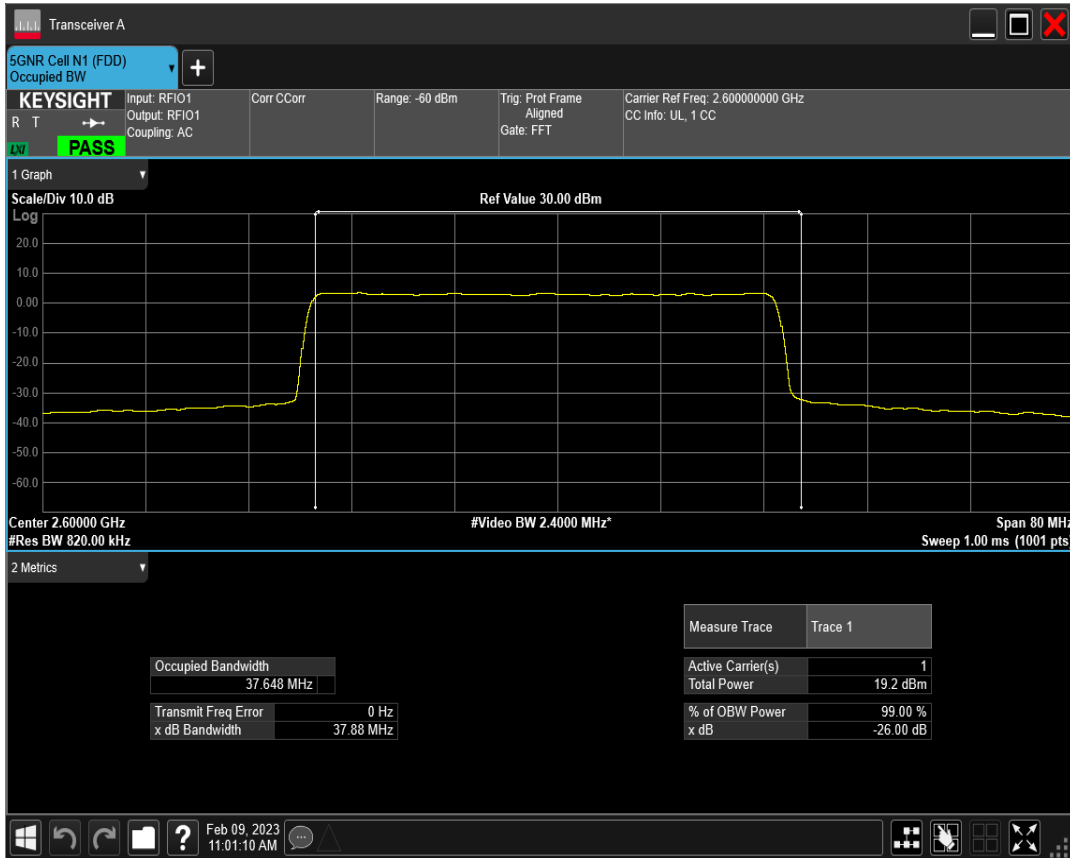 Transceiver A
5GNR Cell N1 (FDD)
Occupied BW
+
KEYSIGHT
R T
LXI
PASS
Input: RFIO1
Output: RFIO1
Coupling: AC
Corr CCorr
Range: -60 dBm
Trig: Prot Frame
Aligned
Gate: FFT
Carrier Ref Freq: 2.600000000 GHz
CC Info: UL, 1 CC
1 Graph
Scale/Div 10.0 dB
Ref Value 30.00 dBm
Log
20.0
10.0
0.00
-10.0
-20.0
-30.0
-40.0
-50.0
-60.0
Center 2.60000 GHz
#Video BW 2.4000 MHz*
Span 80 MHz
#Res BW 820.00 kHz
Sweep 1.00 ms (1001 pts)
2 Metrics
Measure Trace Trace 1
Occupied Bandwidth
37.648 MHz
Active Carrier(s) 1
Total Power 19.2 dBm
Transmit Freq Error 0 Hz
x dB Bandwidth 37.88 MHz
% of OBW Power 99.00 %
x dB -26.00 dB
?
Feb 09, 2023
11:01:10 AM